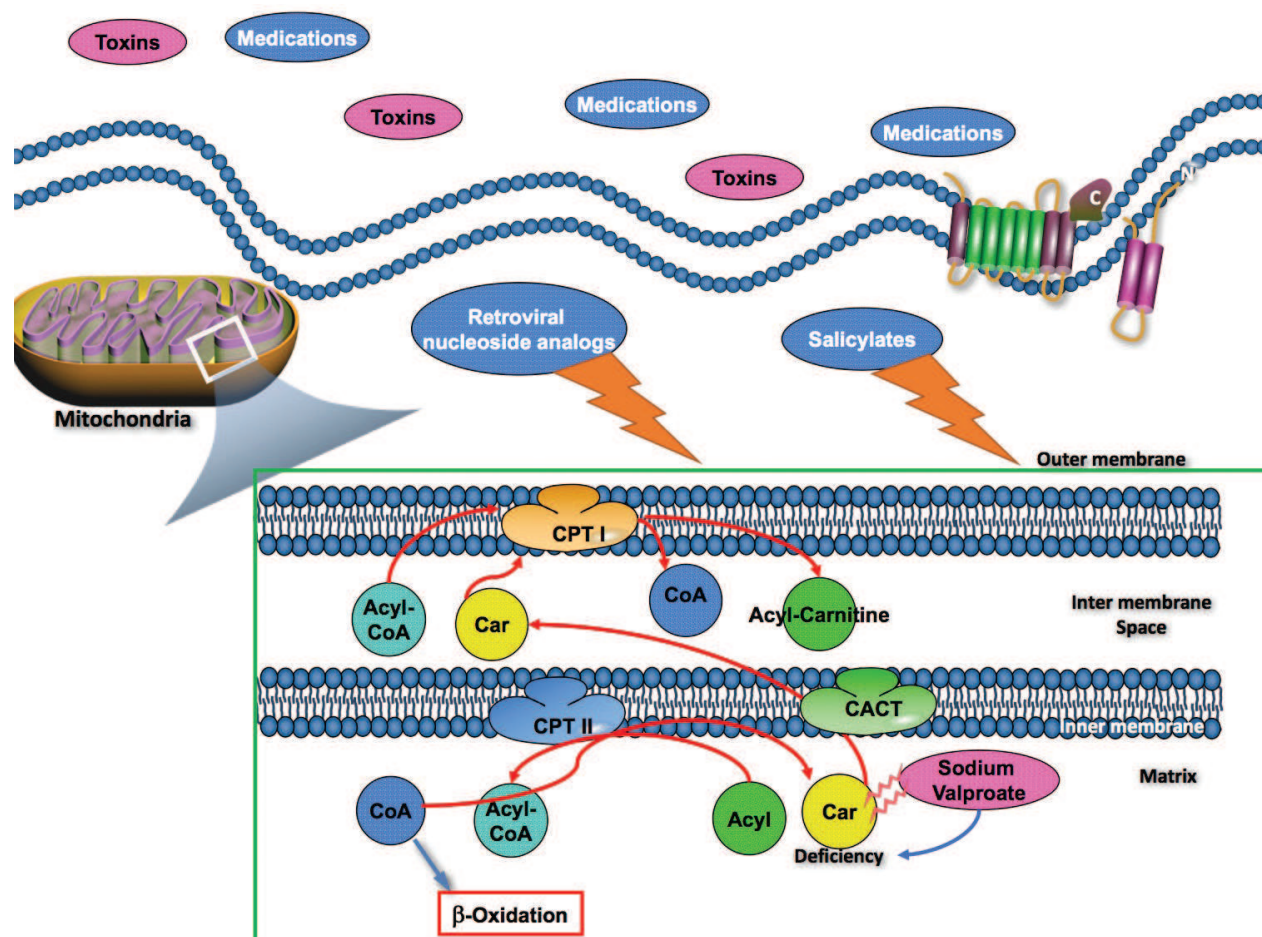 Toxins
Medications
Toxins
Medications
Medications
Toxins
C
N
Retroviral
nucleoside analogs
Salicylates
Mitochondria
Outer membrane
CPT I
Acyl-
CoA
Car
CoA
Acyl-Carnitine
Inter membrane
Space
CPT II
CACT
Inner membrane
Matrix
CoA
Acyl-
CoA
Acyl
Car
Sodium
Valproate
Deficiency
β-Oxidation